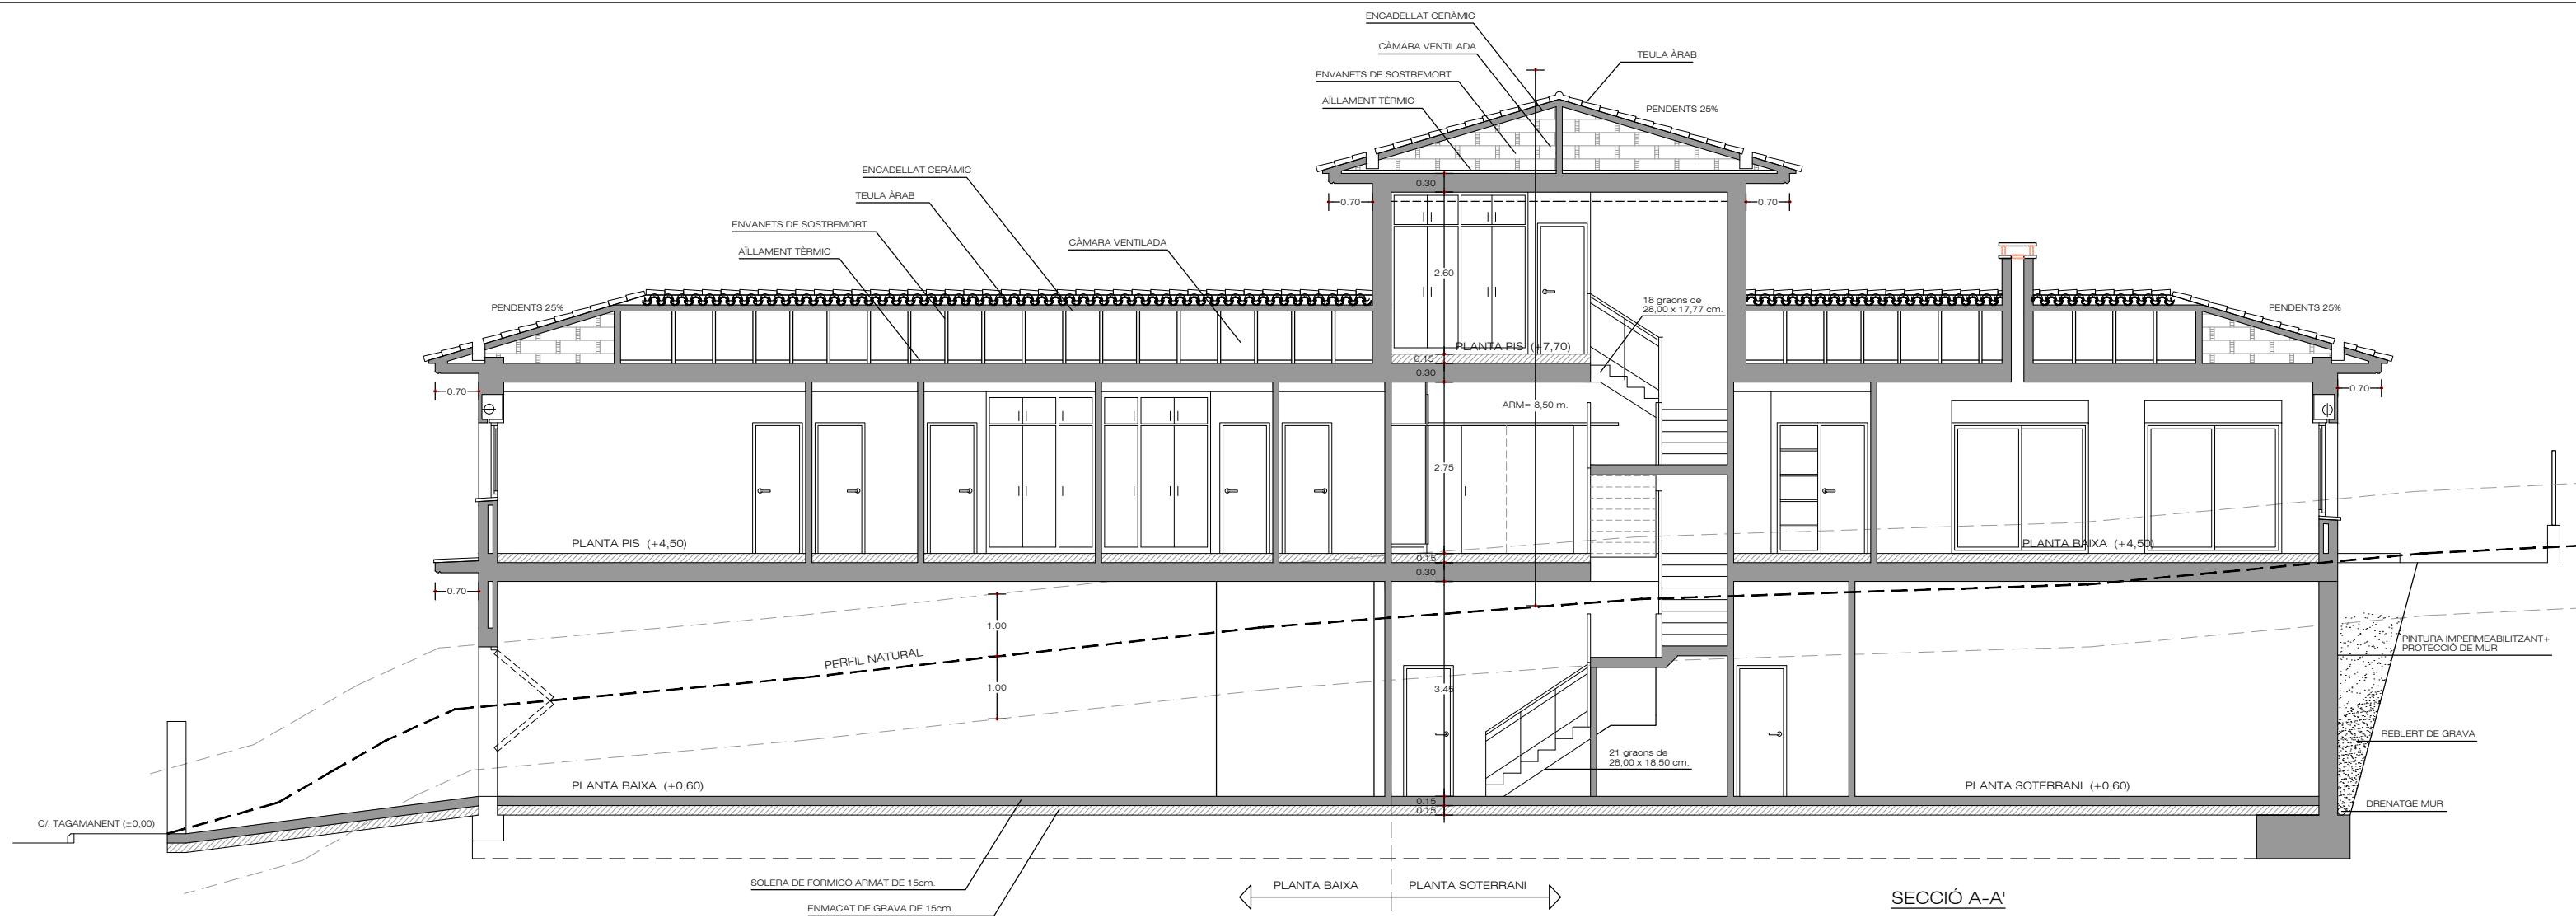 ENCADELLAT CERÀMIC
CÀMARA VENTILADA
TEULA ÀRAB
ENVANETS DE SOSTREMORT
AÏLLAMENT TÈRMIC
PENDENTS 25%
ENCADELLAT CERÀMIC
TEULA ÀRAB
ENVANETS DE SOSTREMORT
CÀMARA VENTILADA
AÏLLAMENT TÈRMIC
0.30
0.70
0.70
2.60
PENDENTS 25%
18 graons de
28,00 x 17,77 cm.
PENDENTS 25%
PLANTA PIS (+7,70)
0.15
0.30
0.70
0.70
ARM= 8,50 m.
2.75
PLANTA PIS (+4,50)
PLANTA BAIXA (+4,50)
0.15
0.30
0.70
1.00
PERFIL NATURAL
1.00
3.45
PINTURA IMPERMEABILITZANT+
PROTECCIÓ DE MUR
REBLERT DE GRAVA
21 graons de
28,00 x 18,50 cm.
PLANTA BAIXA (+0,60)
PLANTA SOTERRANI (+0,60)
0.15
0.15
DRENATGE MUR
C/. TAGAMANENT (±0,00)
SOLERA DE FORMIGÓ ARMAT DE 15cm.
PLANTA BAIXA
PLANTA SOTERRANI
SECCIÓ A-A'
ENMACAT DE GRAVA DE 15cm.